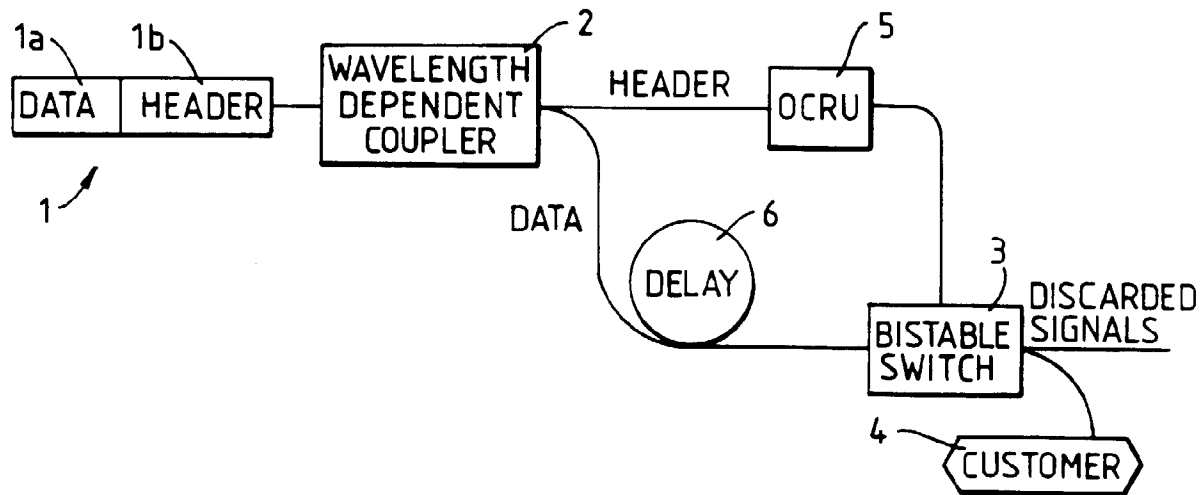 1a
1b
2
5
DATA
HEADER
WAVELENGTH
DEPENDENT
COUPLER
HEADER
OCRU
1
DATA
6
DELAY
3
BISTABLE
SWITCH
DISCARDED
SIGNALS
4
CUSTOMER